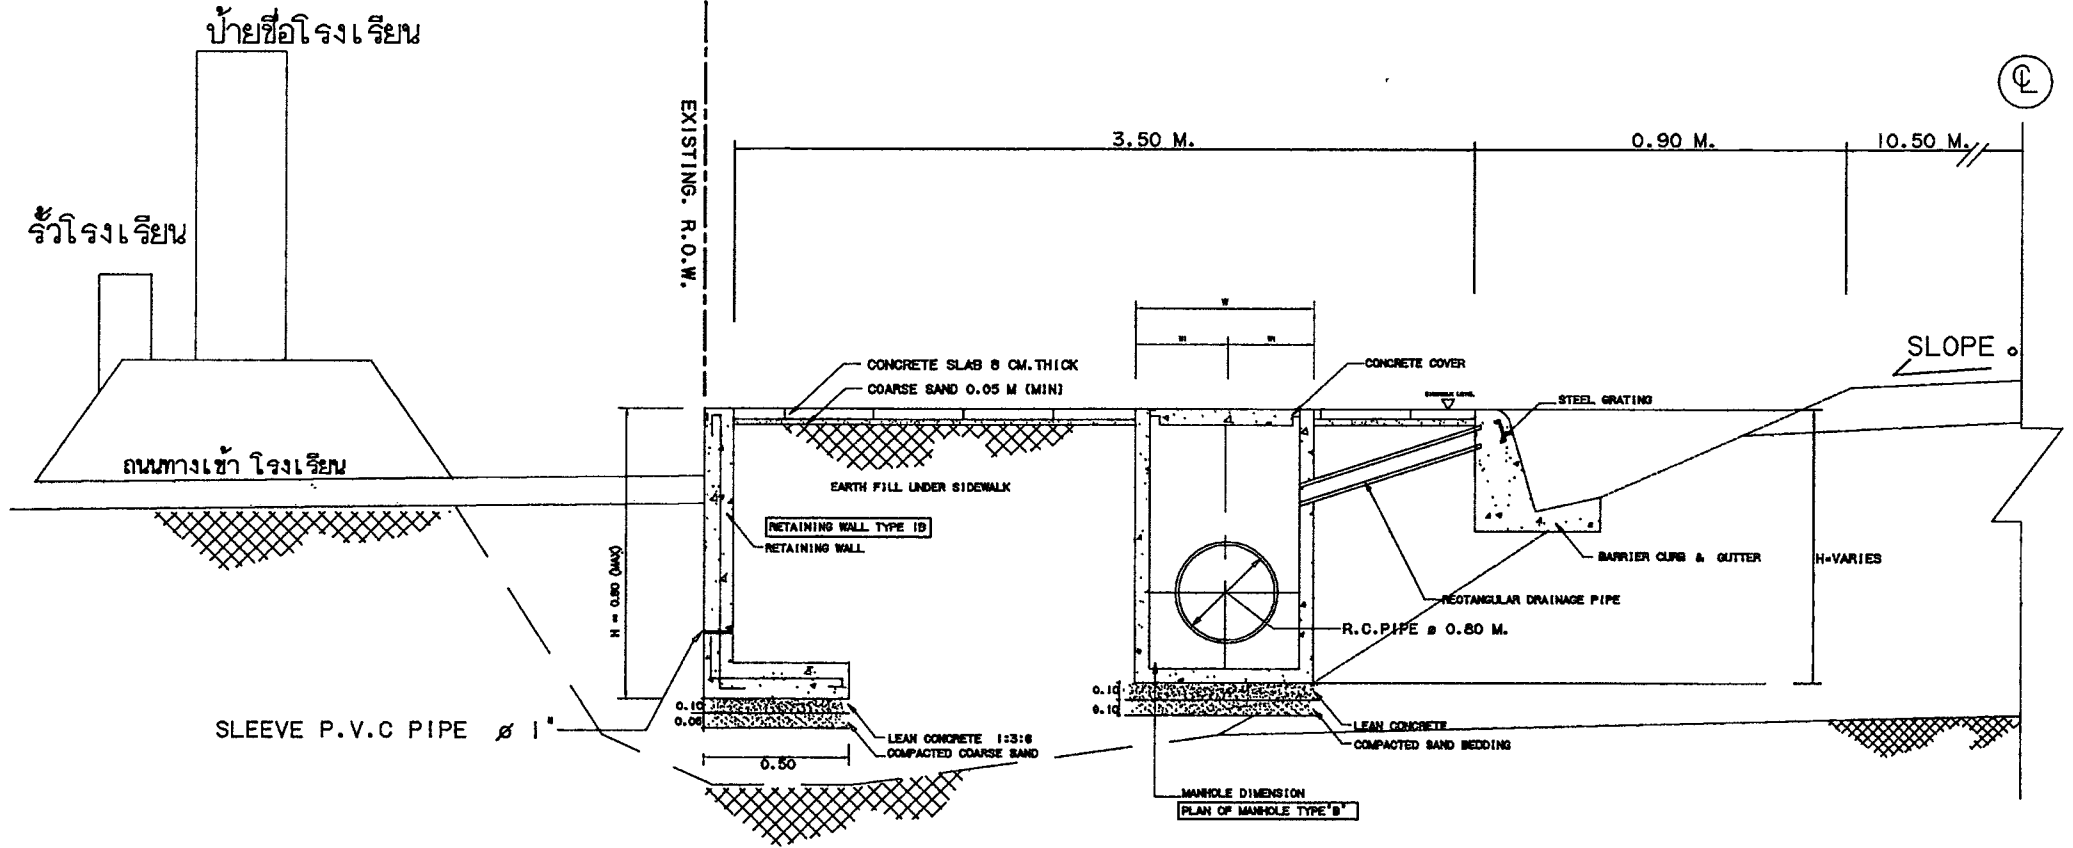 ป้ายชื่อโรงเรียน
รั้วโรงเรียน
EXISTING. R.O.W.
3.50 M.
0.90 M.
10.50 M.
℄
W
SLOPE
CONCRETE SLAB 8 CM.THICK
COARSE SAND 0.05 M (MIN)
CONCRETE COVER
STEEL GRATING
ถนนทางเข้า โรงเรียน
EARTH FILL UNDER SIDEWALK
RETAINING WALL TYPE 1B
RETAINING WALL
H = 0.80 (MAX)
BARRIER CURB & GUTTER
H=VARIES
RECTANGULAR DRAINAGE PIPE
R.C.PIPE ø 0.80 M.
SLEEVE P.V.C PIPE ø 1"
0.10
0.10
0.10
LEAN CONCRETE 1:3:6
COMPACTED COARSE SAND
LEAN CONCRETE
COMPACTED SAND BEDDING
0.50
MANHOLE DIMENSION
PLAN OF MANHOLE TYPE"B"